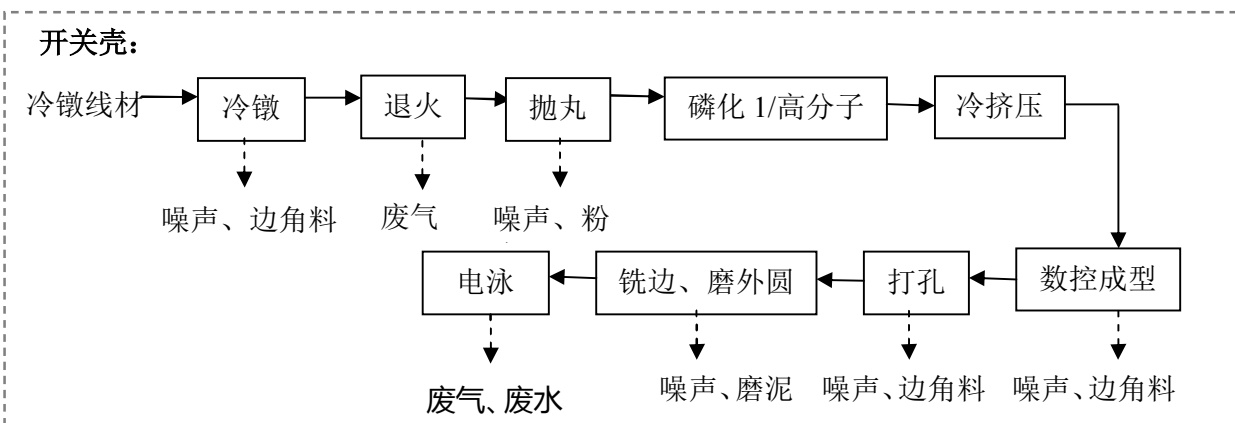 开关壳：
冷镦线材 冷镦 退火 抛丸 磷化 1/高分子 冷挤压
噪声、边角料 废气 噪声、粉
电泳 铣边、磨外圆 打孔 数控成型
废气、废水 噪声、磨泥 噪声、边角料 噪声、边角料